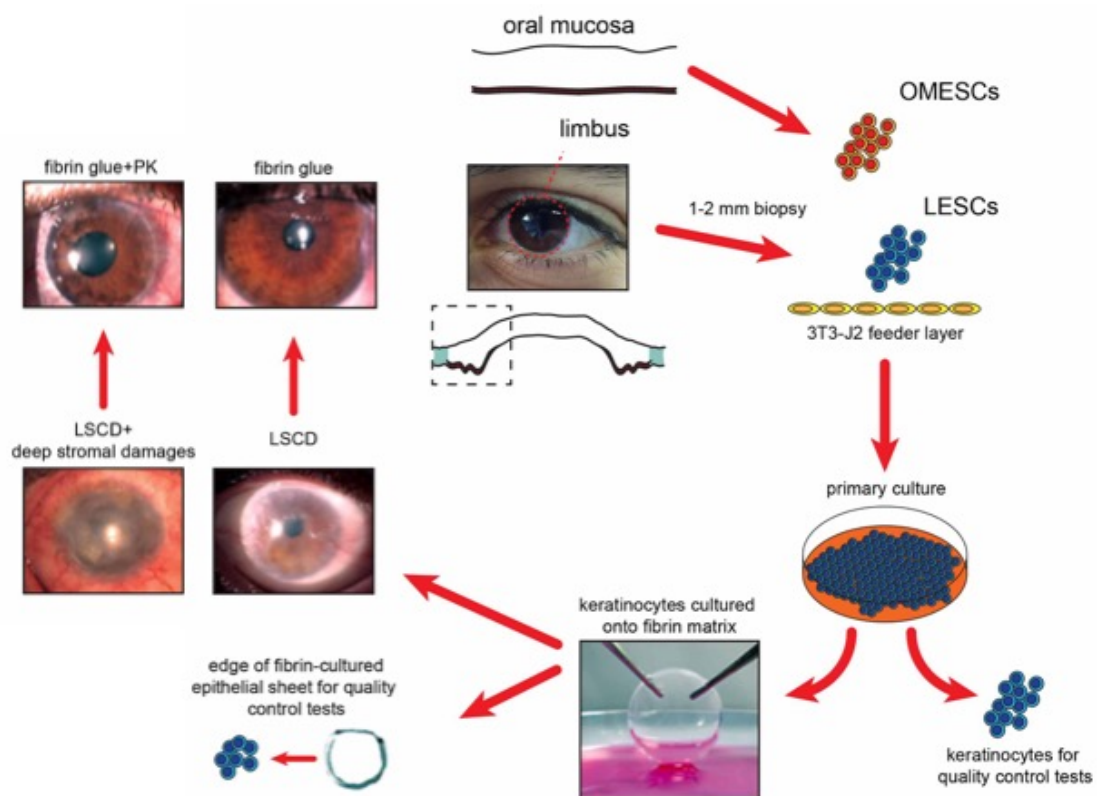 oral mucosa
OMESCs
limbus
fibrin glue+PK
fibrin glue
1-2 mm biopsy
LESCs
3T3-J2 feeder layer
LSCD+
deep stromal damages
LSCD
primary culture
keratinocytes cultured
onto fibrin matrix
edge of fibrin-cultured
epithelial sheet for quality
control tests
keratinocytes for
quality control tests